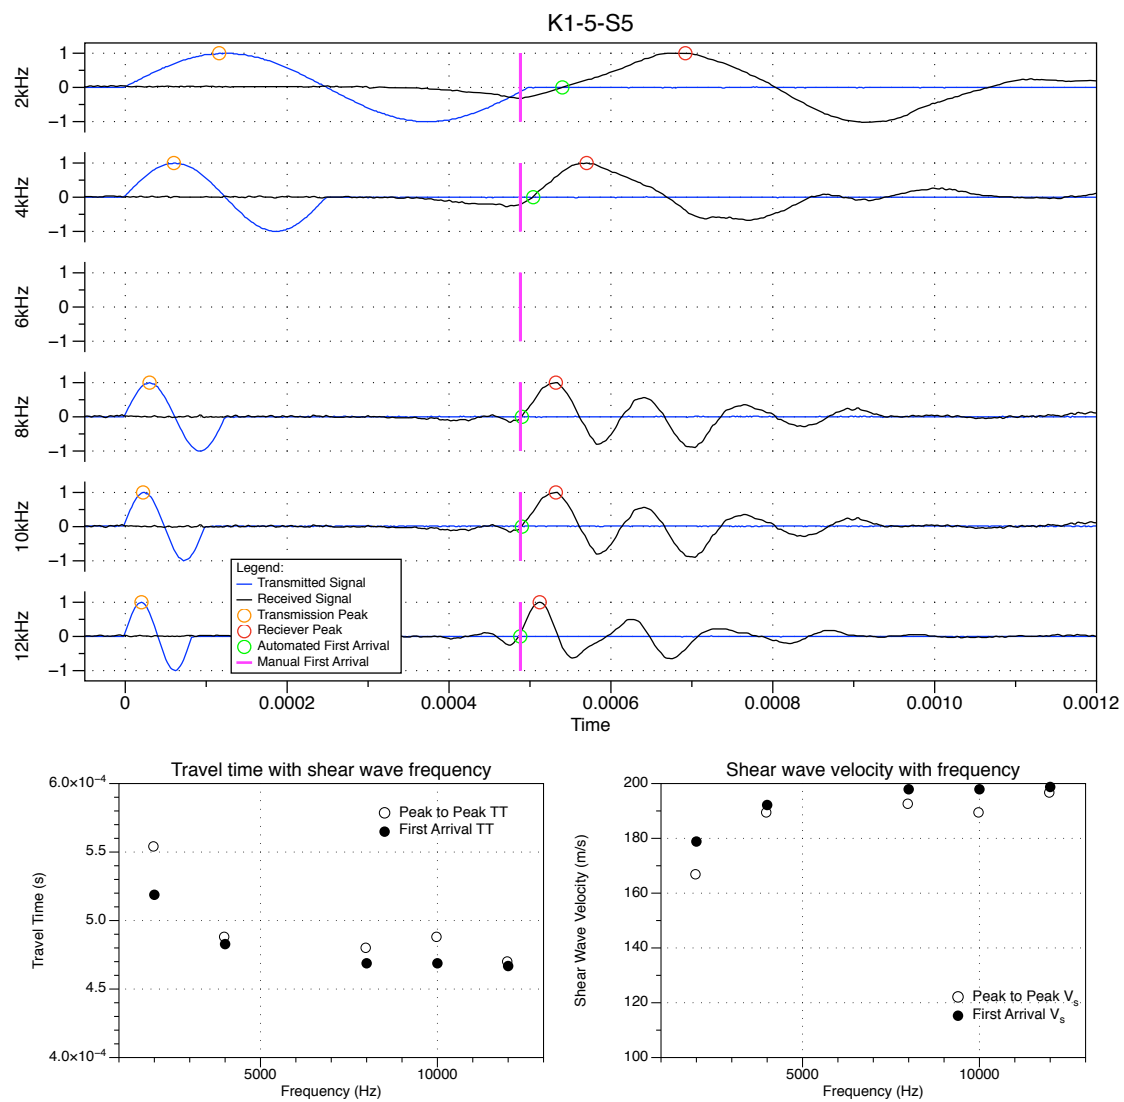 K1-5-S5
2kHz
1
0
−1
4kHz
1
0
−1
6kHz
1
0
−1
8kHz
1
0
−1
10kHz
1
0
−1
12kHz
1
0
−1
Legend:
Transmitted Signal
Received Signal
Transmission Peak
Reciever Peak
Automated First Arrival
Manual First Arrival
0 0.0002 0.0004 0.0006 0.0008 0.0010 0.0012
Time
Travel time with shear wave frequency
6.0×10⁻⁴
5.5
5.0
4.5
4.0×10⁻⁴
Travel Time (s)
Peak to Peak TT
First Arrival TT
5000 10000
Frequency (Hz)
Shear wave velocity with frequency
200
180
160
140
120
100
Shear Wave Velocity (m/s)
Peak to Peak Vₛ
First Arrival Vₛ
5000 10000
Frequency (Hz)